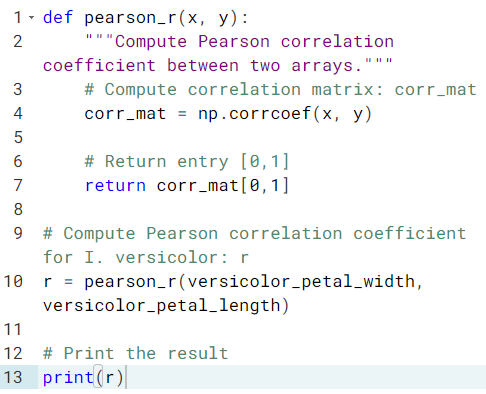 1 def pearson_r(x, y):
2     """Compute Pearson correlation
coefficient between two arrays."""
3     # Compute correlation matrix: corr_mat
4     corr_mat = np.corrcoef(x, y)
5
6     # Return entry [0,1]
7     return corr_mat[0,1]
8
9 # Compute Pearson correlation coefficient
for I. versicolor: r
10 r = pearson_r(versicolor_petal_width,
versicolor_petal_length)
11
12 # Print the result
13 print(r)